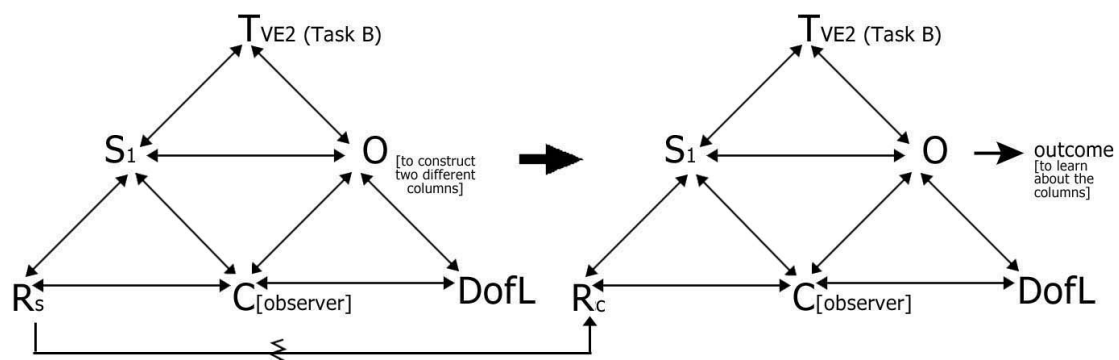 TVE2 (Task B)
S1
O
[to construct
two different
columns]
Rs
C[observer]
DofL
TVE2 (Task B)
S1
O
outcome
[to learn
about the
columns]
Rc
C[observer]
DofL